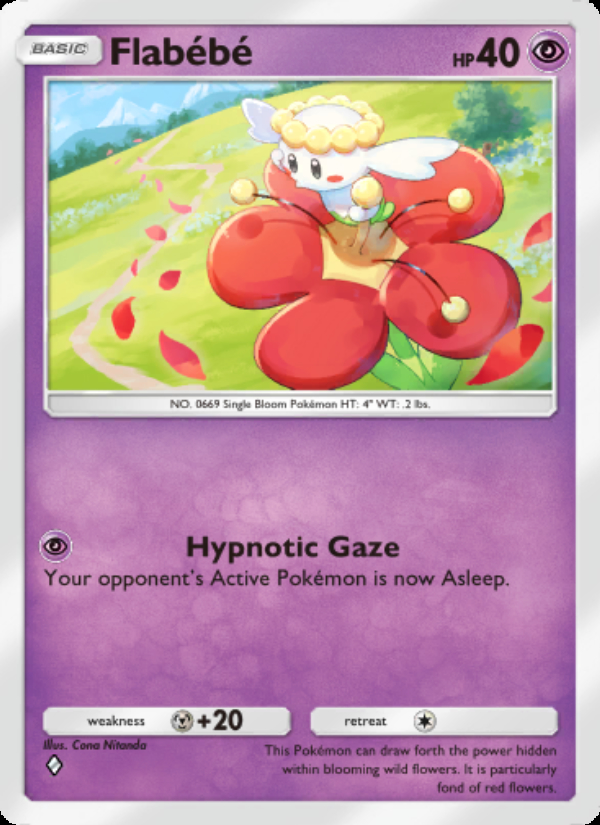 BASIC Flabébé HP 40
NO. 0669 Single Bloom Pokémon HT: 4" WT: .2 lbs.
Hypnotic Gaze
Your opponent's Active Pokémon is now Asleep.
weakness +20 retreat
Illus. Cona Nitanda
This Pokémon can draw forth the power hidden
within blooming wild flowers. It is particularly
fond of red flowers.